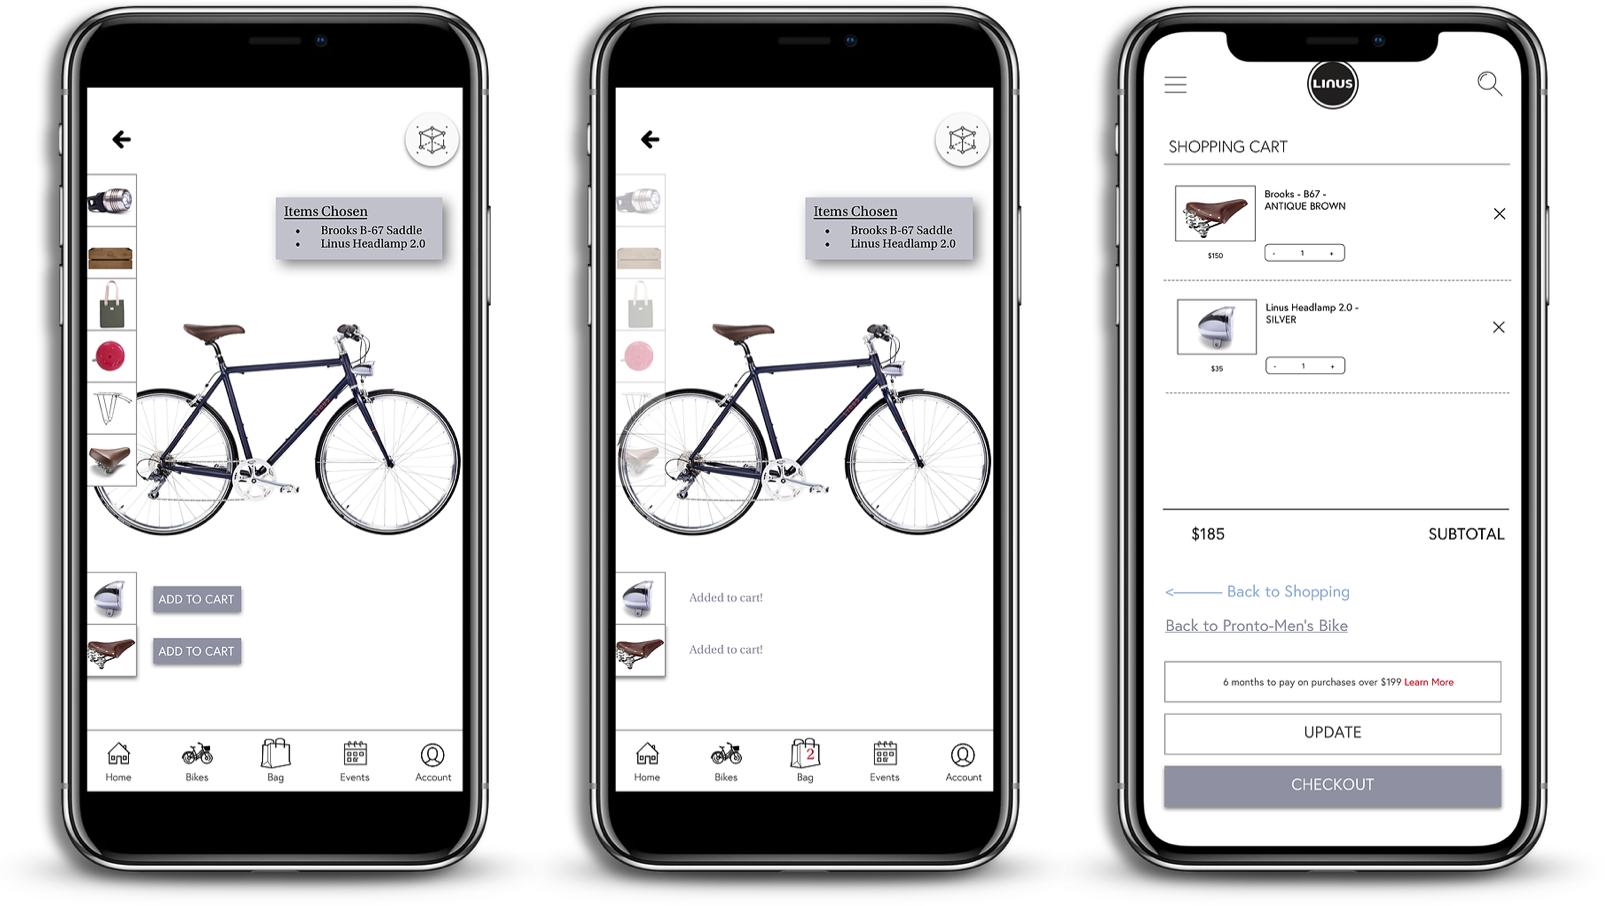 Items Chosen
• Brooks B-67 Saddle
• Linus Headlamp 2.0
ADD TO CART
ADD TO CART
Home Bikes Bag Events Account
Items Chosen
• Brooks B-67 Saddle
• Linus Headlamp 2.0
Added to cart!
Added to cart!
2
Home Bikes Bag Events Account
LINUS
SHOPPING CART
Brooks - B67 -
ANTIQUE BROWN
$150
- 1 +
Linus Headlamp 2.0 -
SILVER
$35
- 1 +
$185 SUBTOTAL
<——— Back to Shopping
Back to Pronto-Men's Bike
6 months to pay on purchases over $199 Learn More
UPDATE
CHECKOUT